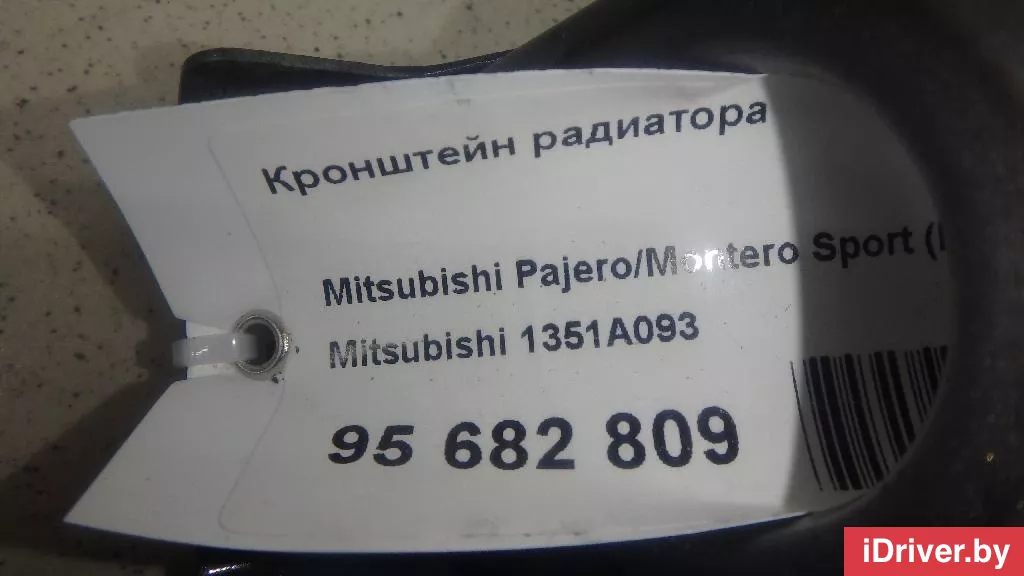 Кронштейн радиатора
Mitsubishi Pajero/Montero Sport (
Mitsubishi 1351A093
95 682 809
iDriver.by